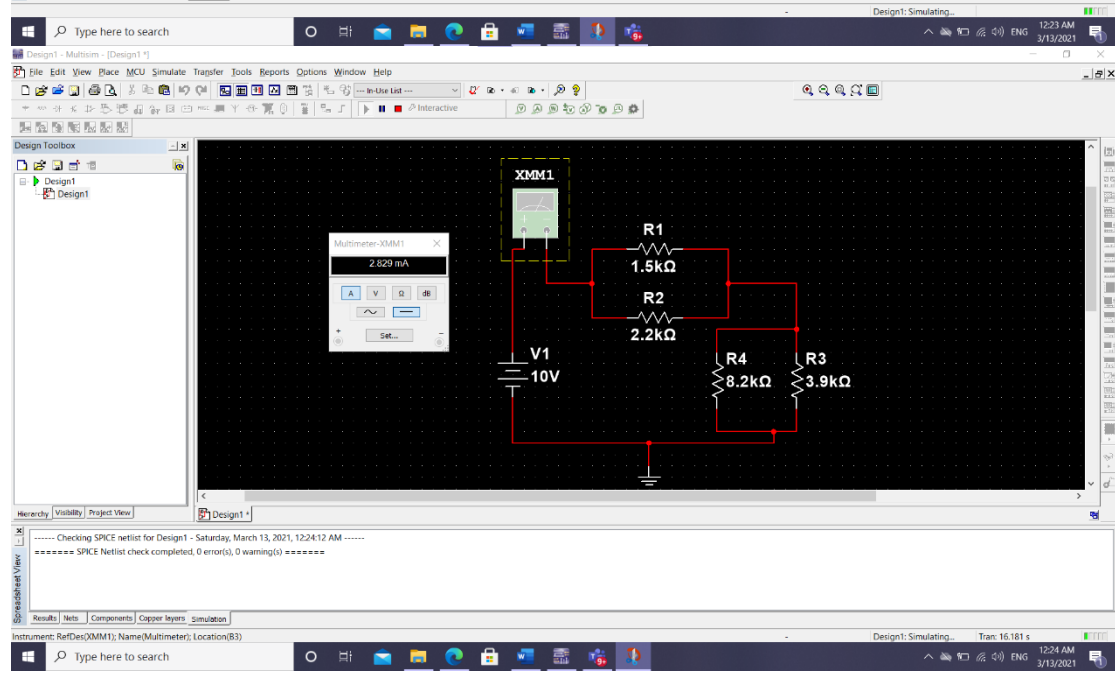 Design1: Simulating...
Type here to search
ENG
12:23 AM
3/13/2021
Design1 - Multisim - [Design1 *]
File Edit View Place MCU Simulate Transfer Tools Reports Options Window Help
--- In-Use List ---
Interactive
Design Toolbox
Design1
Design1
XMM1
R1
1.5kΩ
R2
2.2kΩ
Multimeter-XMM1
2.829 mA
A V Ω dB
Set...
+ -
V1
10V
R4
8.2kΩ
R3
3.9kΩ
Hierarchy Visibility Project View
Design1 *
------ Checking SPICE netlist for Design1 - Saturday, March 13, 2021, 12:24:12 AM ------
======= SPICE Netlist check completed, 0 error(s), 0 warning(s) =======
Spreadsheet View
Results Nets Components Copper layers Simulation
Instrument: RefDes(XMM1); Name(Multimeter); Location(B3)
-
Design1: Simulating...
Tran: 16.181 s
Type here to search
ENG
12:24 AM
3/13/2021